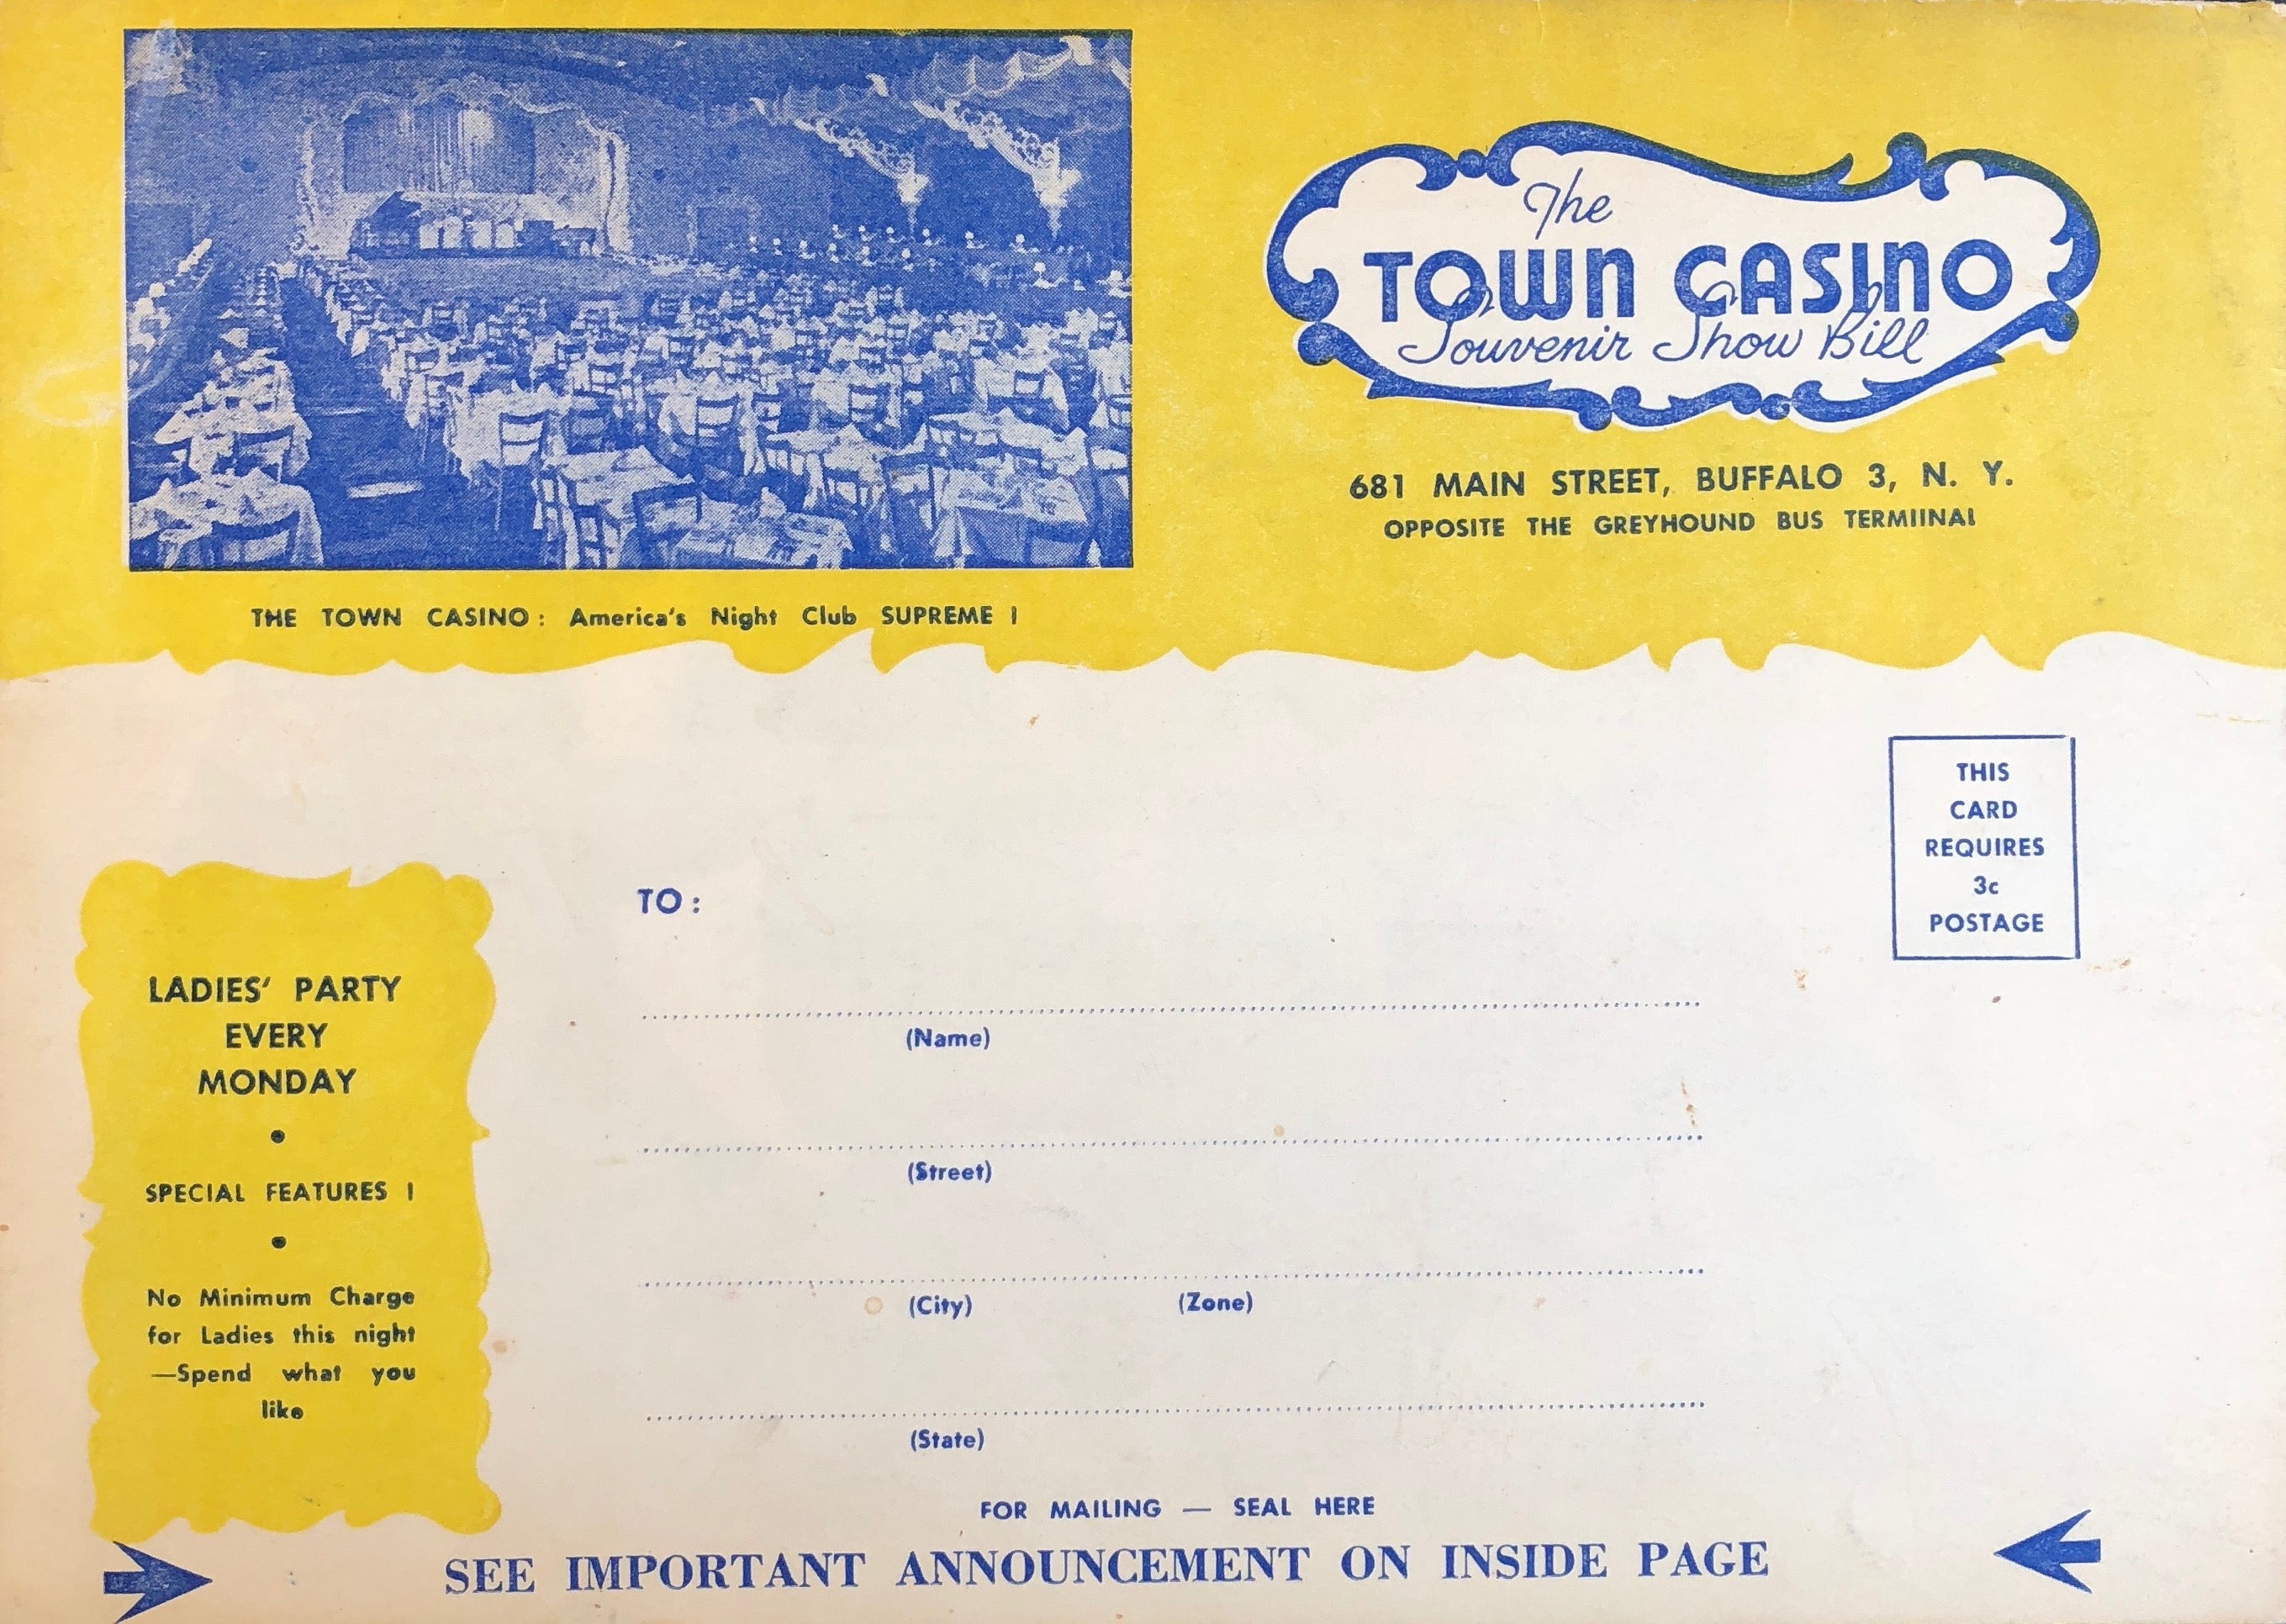 The
TOWN CASINO
Souvenir Show Bill
681 MAIN STREET, BUFFALO 3, N. Y.
OPPOSITE THE GREYHOUND BUS TERMIINAL
THE TOWN CASINO: America's Night Club SUPREME !
THIS
CARD
REQUIRES
3c
POSTAGE
TO:
(Name)
(Street)
(City) (Zone)
(State)
LADIES' PARTY
EVERY
MONDAY
•
SPECIAL FEATURES !
•
No Minimum Charge
for Ladies this night
—Spend what you
like
FOR MAILING — SEAL HERE
SEE IMPORTANT ANNOUNCEMENT ON INSIDE PAGE